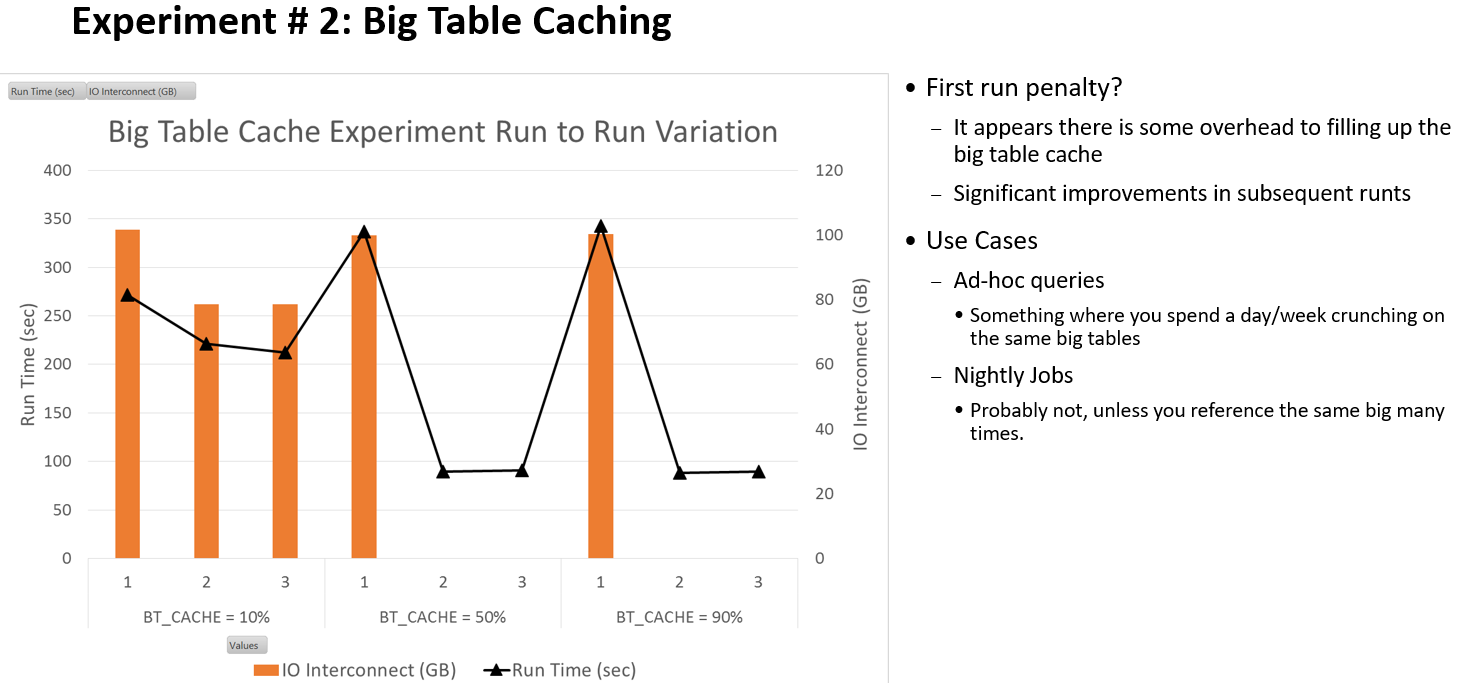 Experiment # 2: Big Table Caching
Run Time (sec) IO Interconnect (GB)
Big Table Cache Experiment Run to Run Variation
400
350
300
250
200
150
100
50
0
Run Time (sec)
120
100
80
60
40
20
0
IO Interconnect (GB)
1 2 3 1 2 3 1 2 3
BT_CACHE = 10% BT_CACHE = 50% BT_CACHE = 90%
Values
IO Interconnect (GB) Run Time (sec)
• First run penalty?
– It appears there is some overhead to filling up the
big table cache
– Significant improvements in subsequent runts
• Use Cases
– Ad-hoc queries
• Something where you spend a day/week crunching on
the same big tables
– Nightly Jobs
• Probably not, unless you reference the same big many
times.